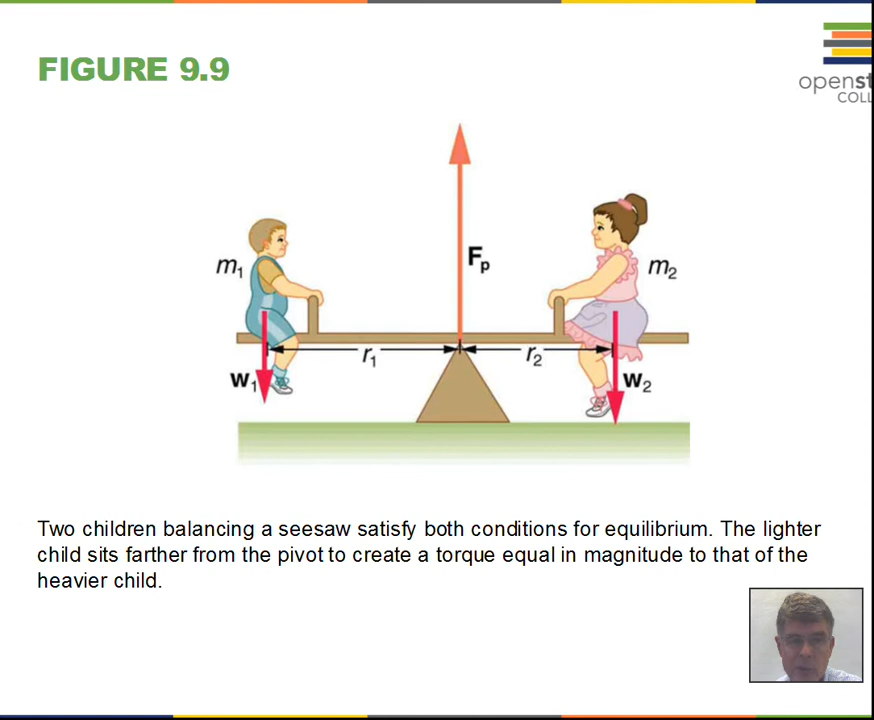 FIGURE 9.9
openst
COLL
Fp
m1
m2
r1
r2
w1
w2
Two children balancing a seesaw satisfy both conditions for equilibrium. The lighter
child sits farther from the pivot to create a torque equal in magnitude to that of the
heavier child.